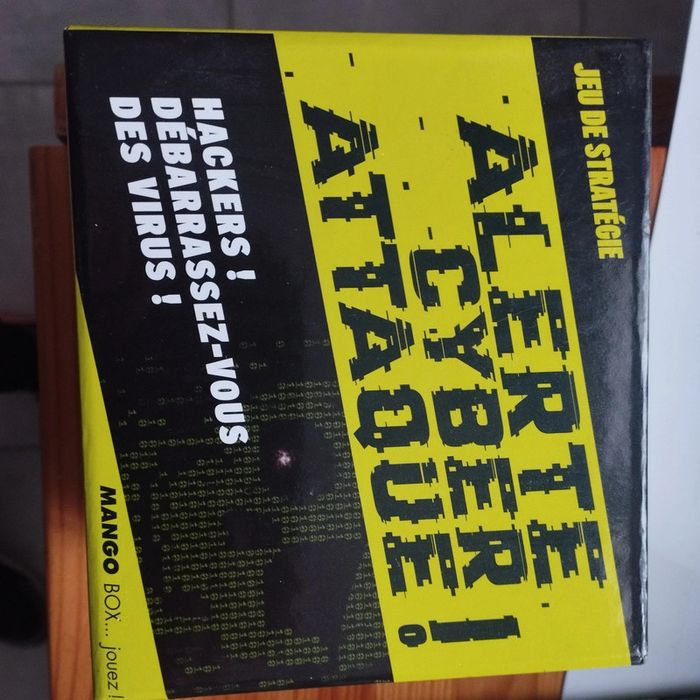 JEU DE STRATÉGIE
ALERTE
CYBER
ATTAQUE !
HACKERS !
DÉBARRASSEZ-VOUS
DES VIRUS !
MANGO BOX... jouez !